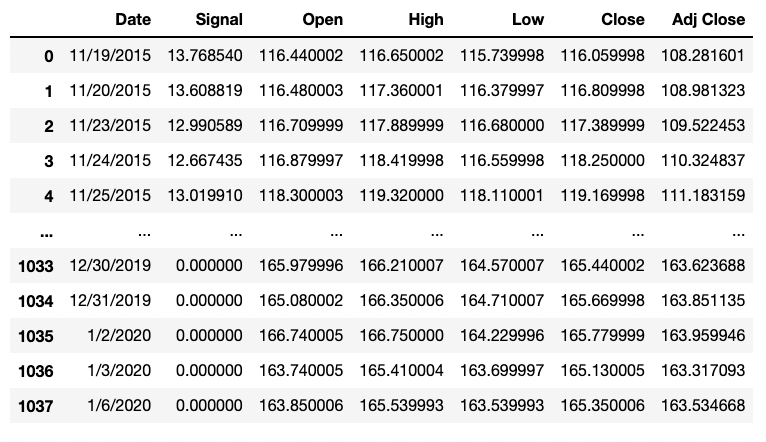 Date Signal Open High Low Close Adj Close
0 11/19/2015 13.768540 116.440002 116.650002 115.739998 116.059998 108.281601
1 11/20/2015 13.608819 116.480003 117.360001 116.379997 116.809998 108.981323
2 11/23/2015 12.990589 116.709999 117.889999 116.680000 117.389999 109.522453
3 11/24/2015 12.667435 116.879997 118.419998 116.559998 118.250000 110.324837
4 11/25/2015 13.019910 118.300003 119.320000 118.110001 119.169998 111.183159
... ... ... ... ... ... ... ...
1033 12/30/2019 0.000000 165.979996 166.210007 164.570007 165.440002 163.623688
1034 12/31/2019 0.000000 165.080002 166.350006 164.710007 165.669998 163.851135
1035 1/2/2020 0.000000 166.740005 166.750000 164.229996 165.779999 163.959946
1036 1/3/2020 0.000000 163.740005 165.410004 163.699997 165.130005 163.317093
1037 1/6/2020 0.000000 163.850006 165.539993 163.539993 165.350006 163.534668